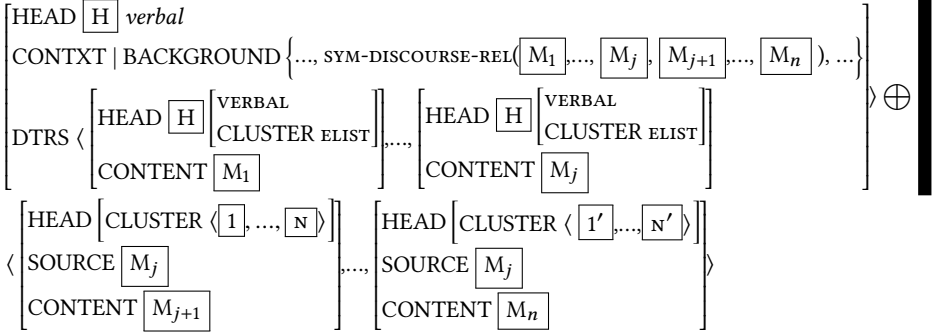 HEAD H verbal
CONTXT | BACKGROUND {..., SYM-DISCOURSE-REL( M1 ,..., Mj , Mj+1 ,..., Mn ), ...}
DTRS ⟨ [HEAD H [VERBAL CLUSTER ELIST] CONTENT M1 ],..., [HEAD H [VERBAL CLUSTER ELIST] CONTENT Mj ] ⟩ ⊕
⟨ [HEAD [CLUSTER ⟨ 1 , ..., N ⟩] SOURCE Mj CONTENT Mj+1 ],..., [HEAD [CLUSTER ⟨ 1′ ,..., N′ ⟩] SOURCE Mj CONTENT Mn ] ⟩